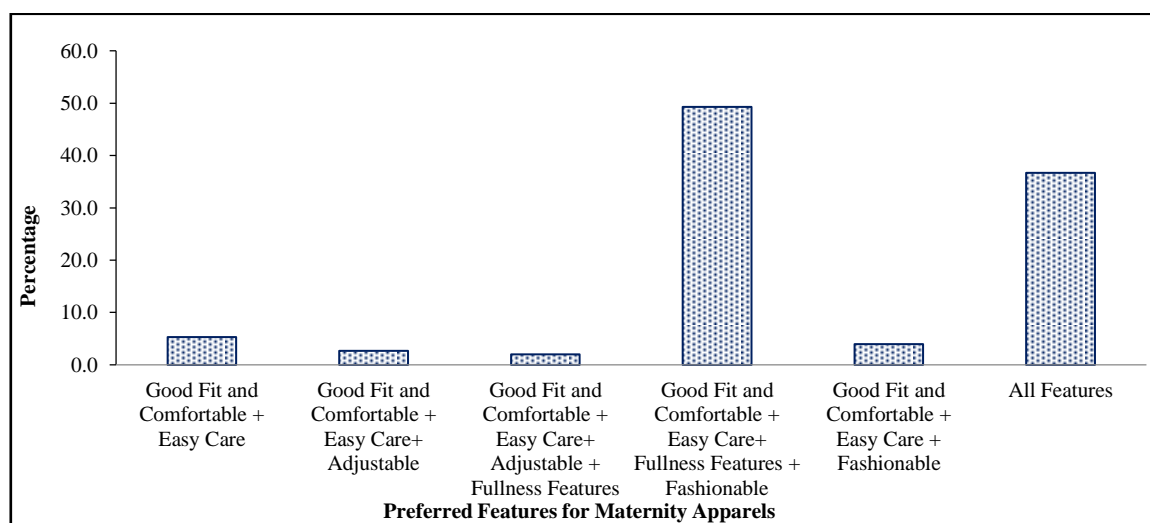 60.0
50.0
40.0
30.0
20.0
10.0
0.0
Percentage
Good Fit and
Comfortable +
Easy Care
Good Fit and
Comfortable +
Easy Care+
Adjustable
Good Fit and
Comfortable +
Easy Care+
Adjustable +
Fullness Features
Good Fit and
Comfortable +
Easy Care+
Fullness Features +
Fashionable
Good Fit and
Comfortable +
Easy Care +
Fashionable
All Features
Preferred Features for Maternity Apparels